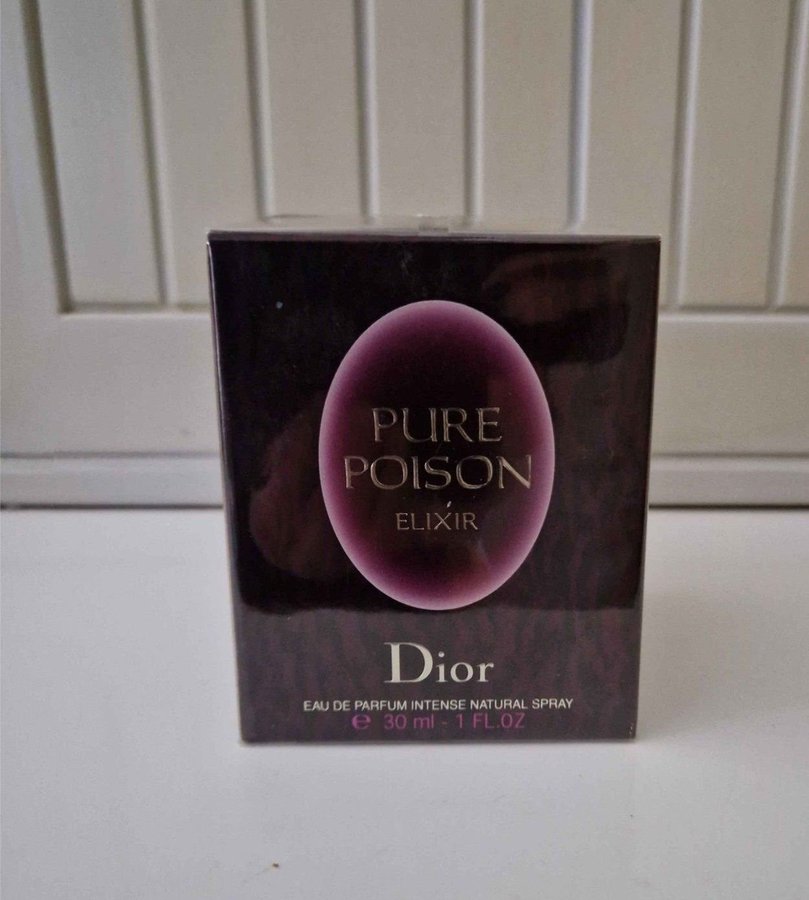 PURE
POISON
ELIXIR
Dior
EAU DE PARFUM INTENSE NATURAL SPRAY
℮ 30 ml - 1 FL.OZ